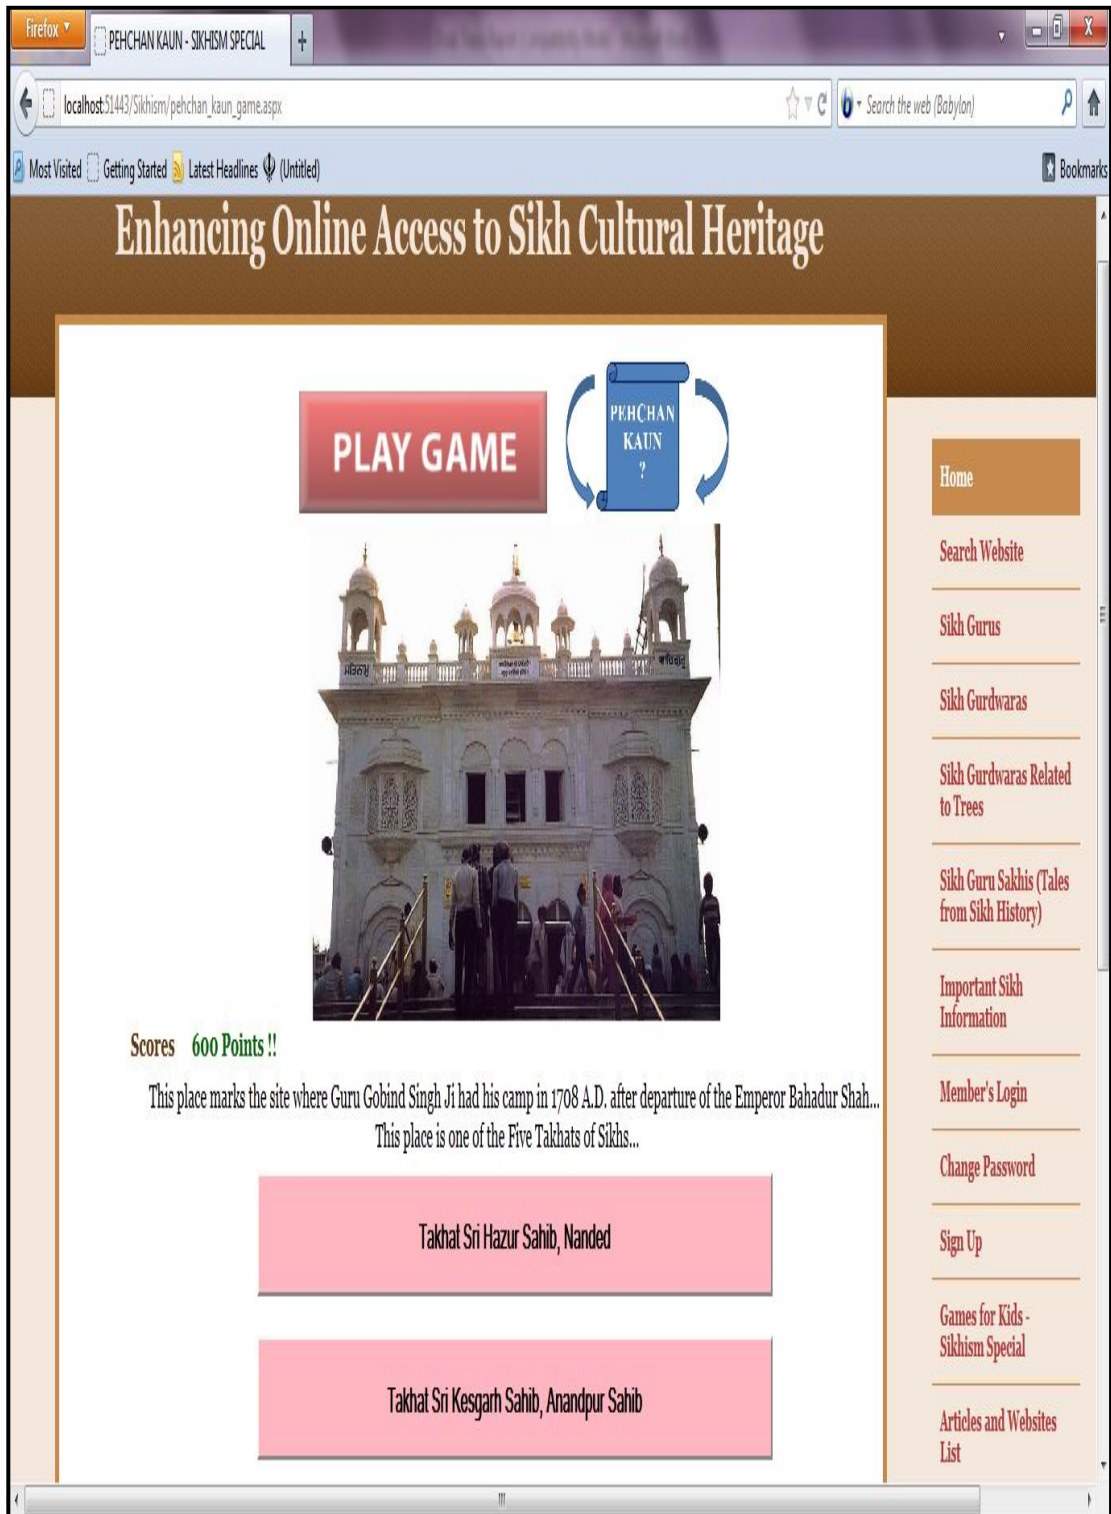 Firefox
PEHCHAN KAUN - SIKHISM SPECIAL
localhost:51443/Sikhism/pehchan_kaun_game.aspx
Search the web (Babylon)
Most Visited
Getting Started
Latest Headlines
(Untitled)
Bookmarks
Enhancing Online Access to Sikh Cultural Heritage
PLAY GAME
PEHCHAN
KAUN
?
ਸਤਿਨਾਮੁ
ਵਾਹਿਗੁਰੂ
Scores 600 Points !!
This place marks the site where Guru Gobind Singh Ji had his camp in 1708 A.D. after departure of the Emperor Bahadur Shah...
This place is one of the Five Takhats of Sikhs...
Takhat Sri Hazur Sahib, Nanded
Takhat Sri Kesgarh Sahib, Anandpur Sahib
Home
Search Website
Sikh Gurus
Sikh Gurdwaras
Sikh Gurdwaras Related
to Trees
Sikh Guru Sakhis (Tales
from Sikh History)
Important Sikh
Information
Member's Login
Change Password
Sign Up
Games for Kids -
Sikhism Special
Articles and Websites
List